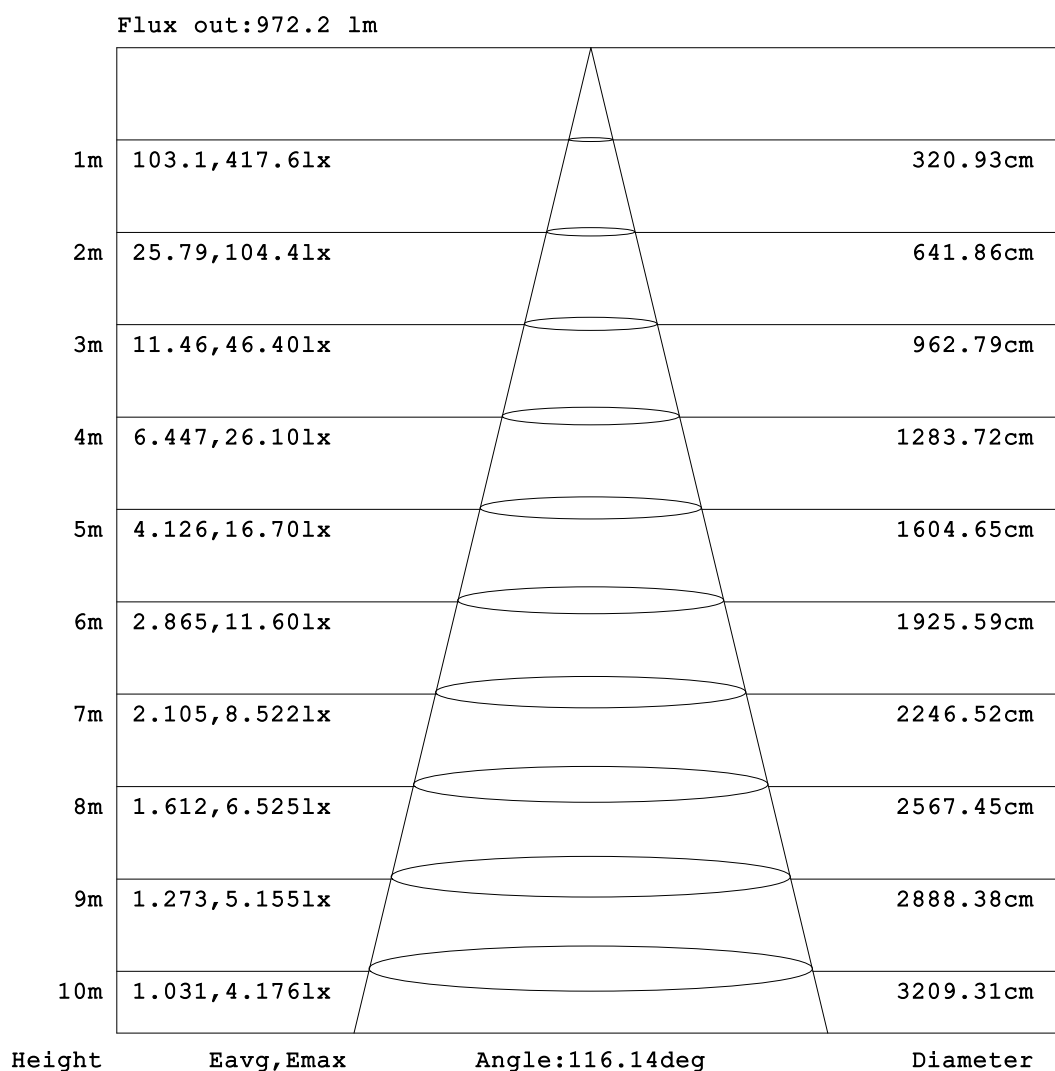 Flux out:972.2 lm
1m 103.1,417.6lx 320.93cm
2m 25.79,104.4lx 641.86cm
3m 11.46,46.40lx 962.79cm
4m 6.447,26.10lx 1283.72cm
5m 4.126,16.70lx 1604.65cm
6m 2.865,11.60lx 1925.59cm
7m 2.105,8.522lx 2246.52cm
8m 1.612,6.525lx 2567.45cm
9m 1.273,5.155lx 2888.38cm
10m 1.031,4.176lx 3209.31cm
Height Eavg,Emax Angle:116.14deg Diameter